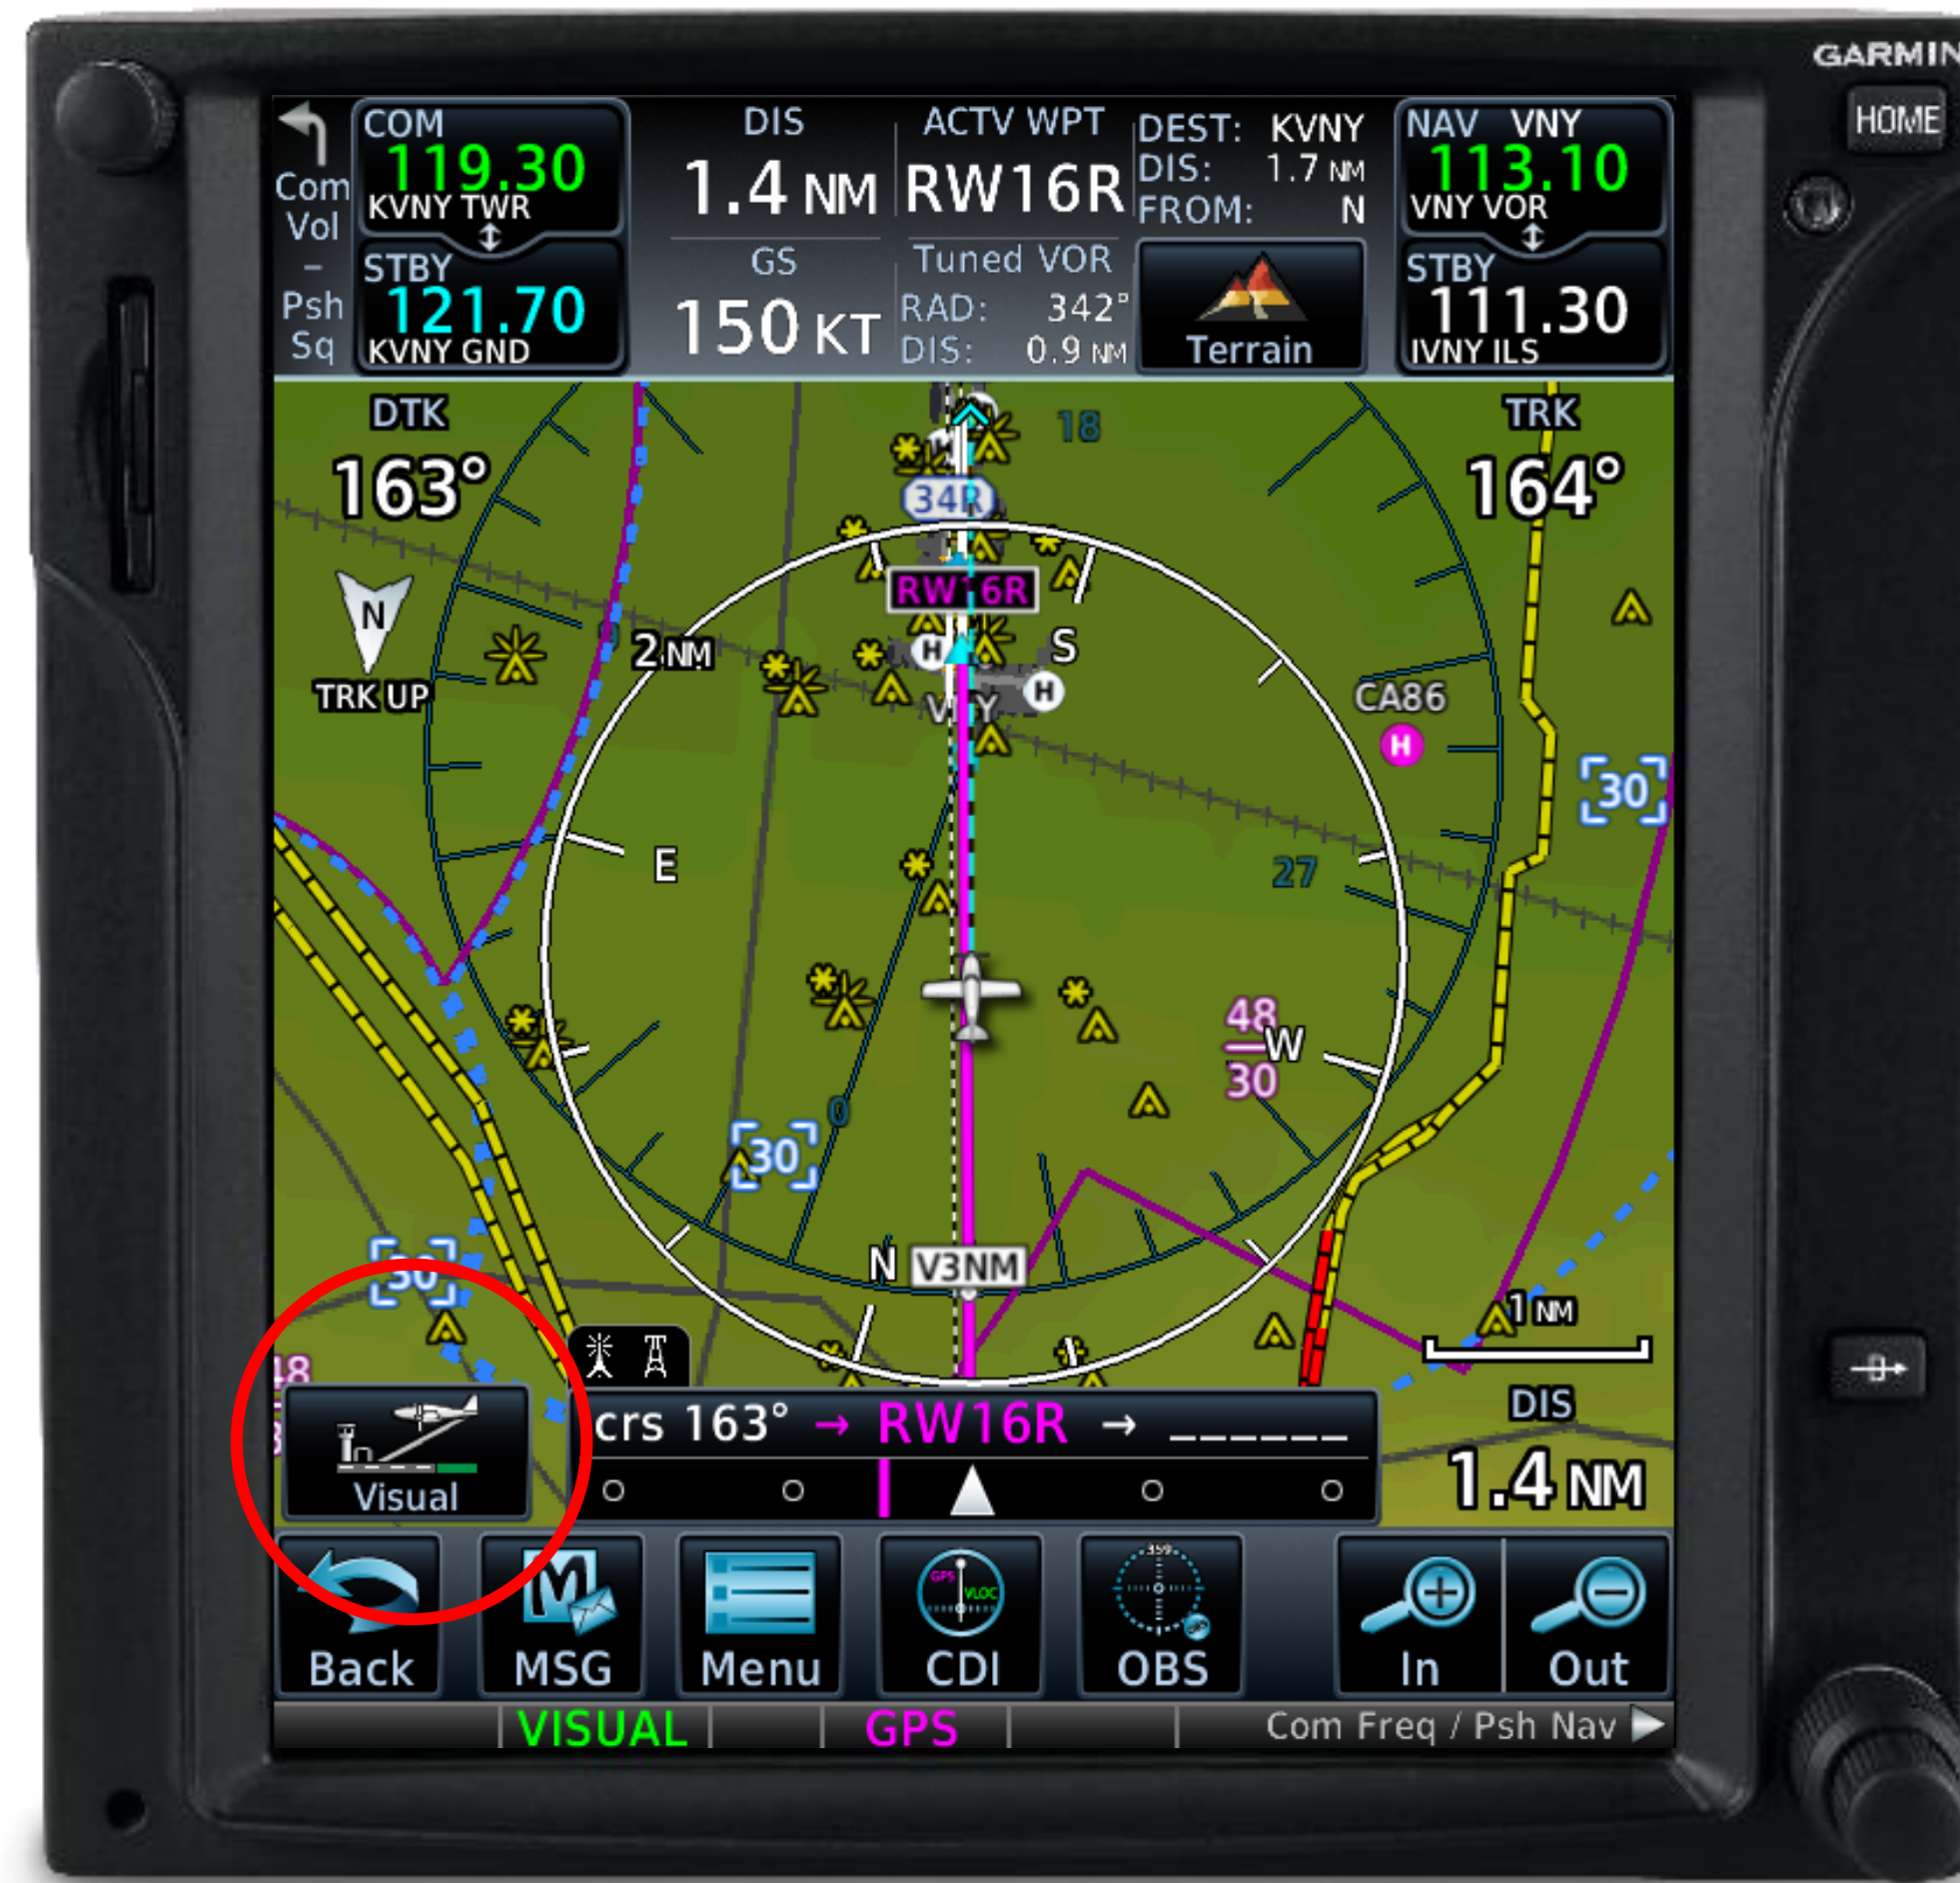 GARMIN
HOME
Com
Vol
–
Psh
Sq
COM
119.30
KVNY TWR
STBY
121.70
KVNY GND
DIS
1.4 NM
GS
150 KT
ACTV WPT
RW16R
Tuned VOR
RAD: 342°
DIS: 0.9 NM
DEST: KVNY
DIS: 1.7 NM
FROM: N
Terrain
NAV VNY
113.10
VNY VOR
STBY
111.30
IVNY ILS
DTK
163°
TRK
164°
18
34R
N
TRK UP
RW16R
2 NM
H
S
H
CA86
H
30
E
27
48
W
30
0
30
N
V3NM
30
1 NM
48
Visual
crs 163° → RW16R → ______
DIS
1.4 NM
359
GPS
VLOC
Back
MSG
Menu
CDI
OBS
In
Out
VISUAL
GPS
Com Freq / Psh Nav